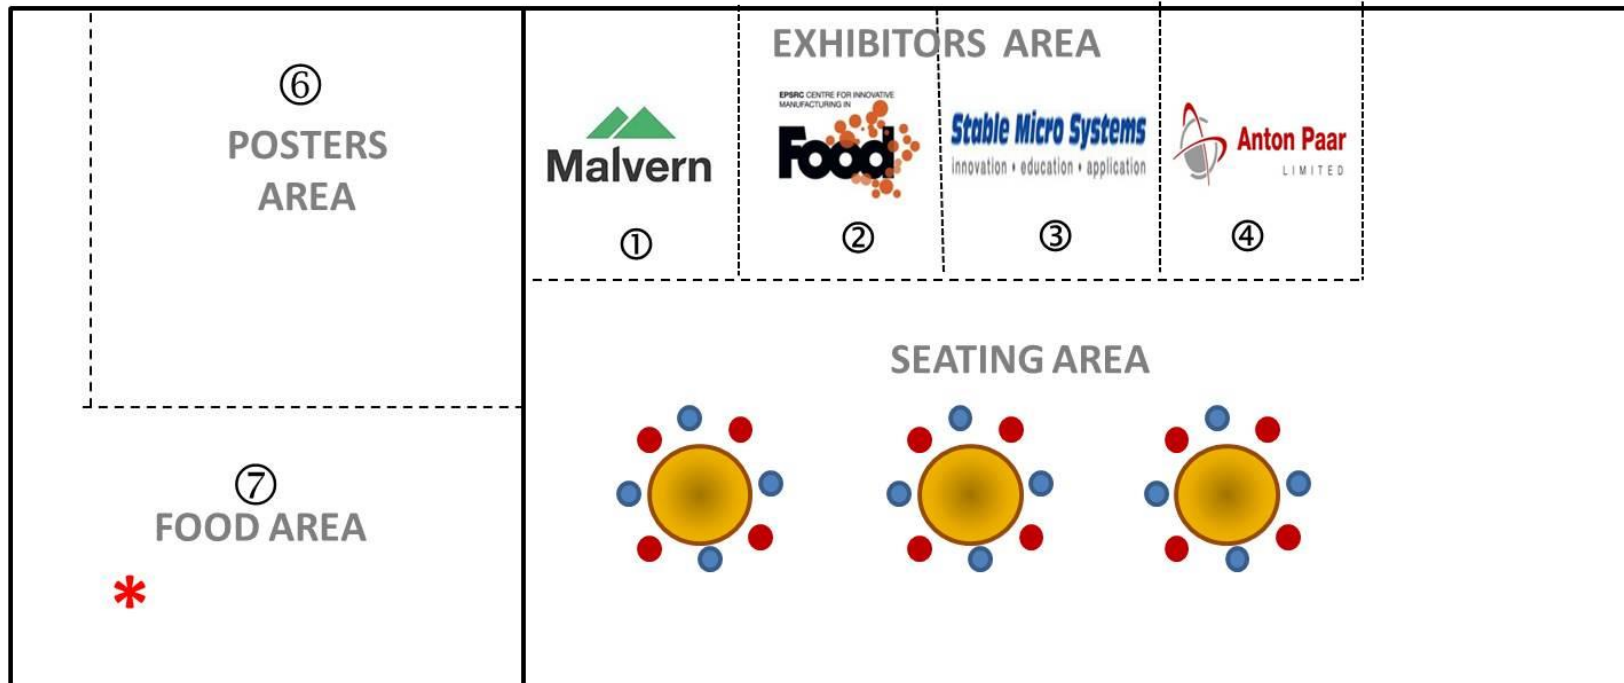 ⑥
POSTERS
AREA
EXHIBITORS AREA
Malvern
①
EPSRC CENTRE FOR INNOVATIVE
MANUFACTURING IN
Food
②
Stable Micro Systems
innovation • education • application
③
Anton Paar
LIMITED
④
SEATING AREA
⑦
FOOD AREA
*